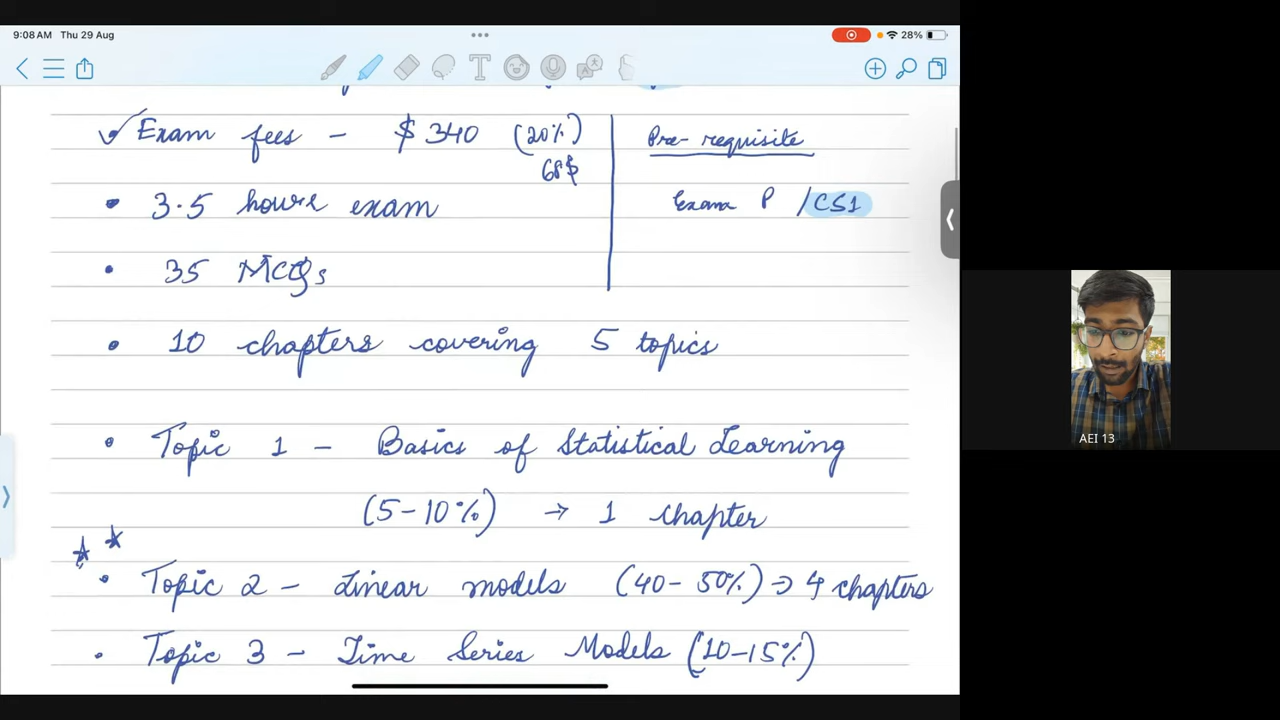 9:08 AM Thu 29 Aug
28%
Exam fees - $ 340 (20%)
68$
Pre-requisite
Exam P / CS1
3.5 hours exam
35 MCQs
10 chapters covering 5 topics
Topic 1 - Basics of Statistical Learning
(5-10%) → 1 chapter
Topic 2 - Linear models (40-50%) → 4 chapters
Topic 3 - Time Series Models (10-15%)
AEI 13